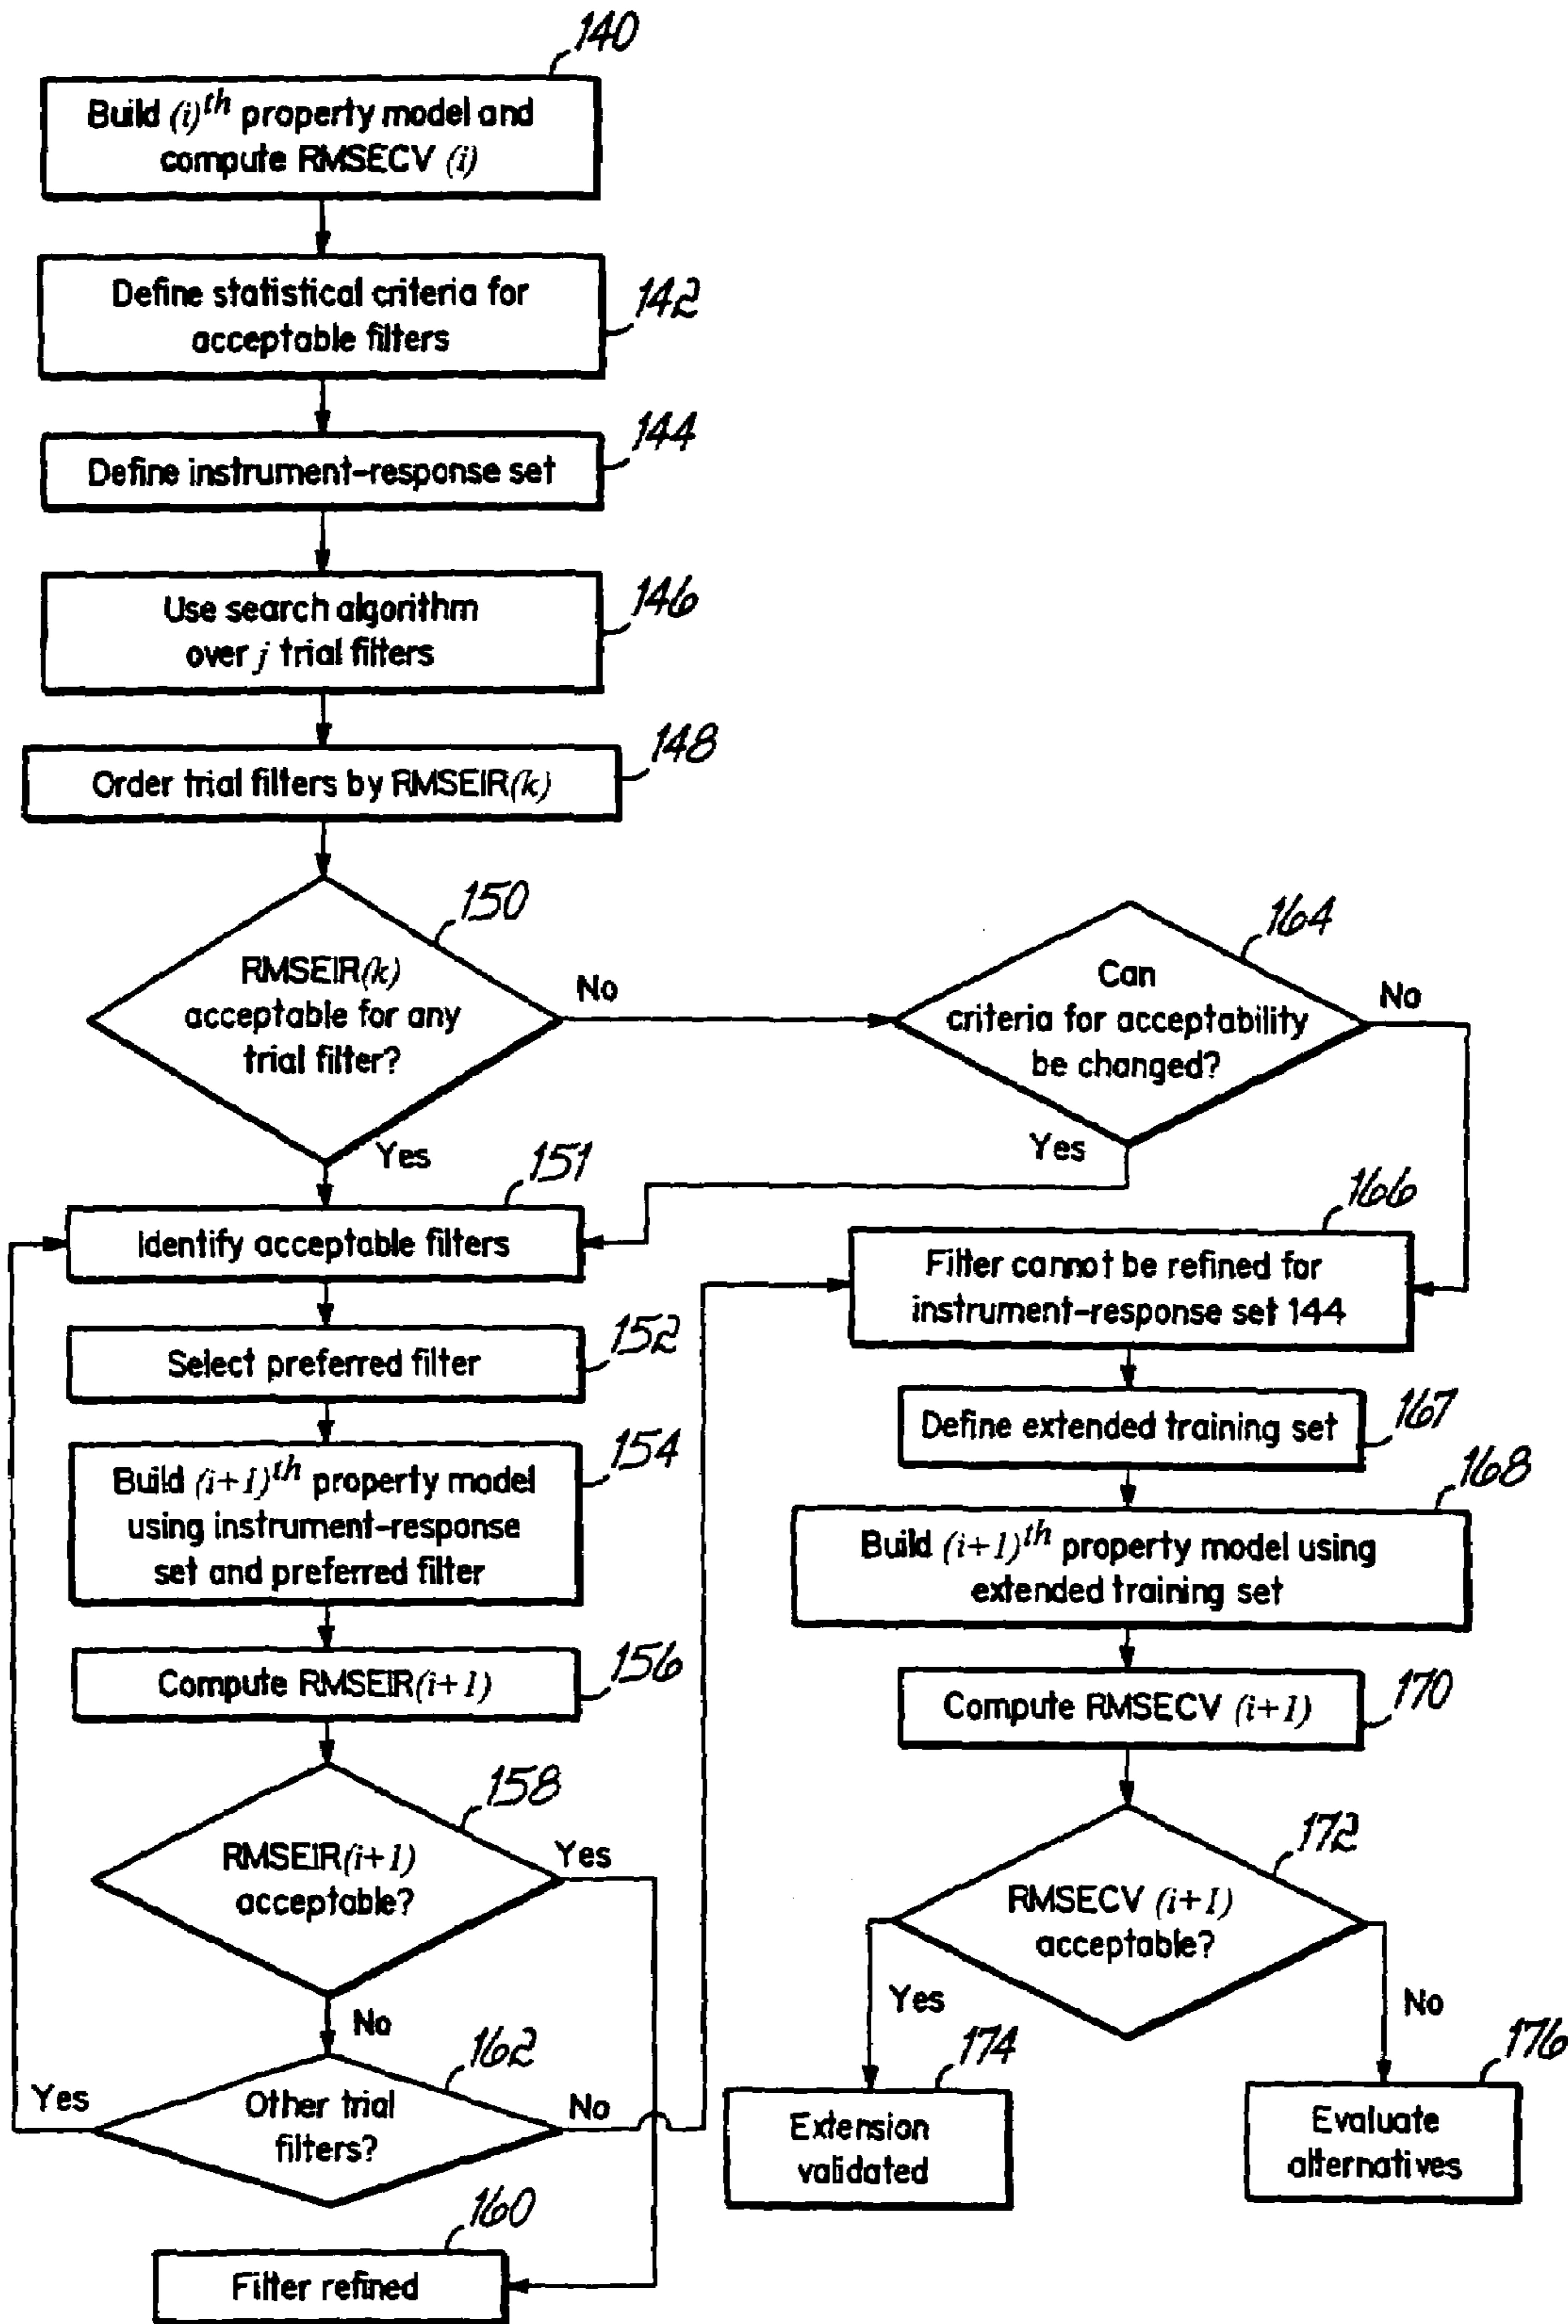 140
Build (i)th property model and
compute RMSECV (i)
Define statistical criteria for
acceptable filters
142
144
Define instrument-response set
Use search algorithm
over j trial filters
146
148
Order trial filters by RMSEIR(k)
150
RMSEIR(k)
acceptable for any
trial filter?
No
Yes
164
Can
criteria for acceptability
be changed?
No
Yes
151
Identify acceptable filters
Select preferred filter
152
Build (i+1)th property model
using instrument-response
set and preferred filter
154
Compute RMSEIR(i+1)
156
158
RMSEIR(i+1)
acceptable?
Yes
No
162
Other trial
filters?
Yes
No
160
Filter refined
166
Filter cannot be refined for
instrument-response set 144
Define extended training set
167
168
Build (i+1)th property model using
extended training set
Compute RMSECV (i+1)
170
172
RMSECV (i+1)
acceptable?
Yes
No
174
Extension
validated
176
Evaluate
alternatives